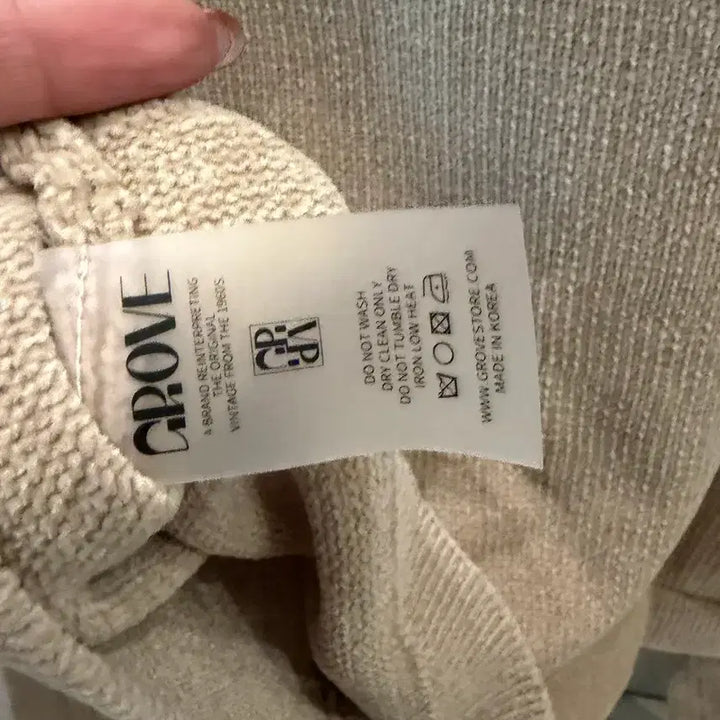 GROVE
A BRAND REINTERPRETING
THE ORIGINAL
VINTAGE FROM THE 1960S.
GR.
VP.
DO NOT WASH
DRY CLEAN ONLY
DO NOT TUMBLE DRY
IRON LOW HEAT
WWW.GROVESTORE.COM
MADE IN KOREA